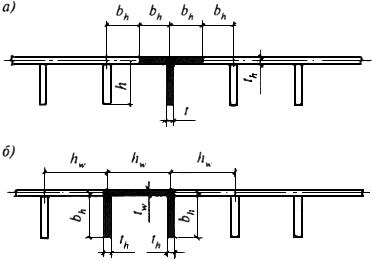 а)
b_h b_h b_h b_h
h
t_h
t
б)
h_w h_w h_w
b_h t_w b_h
t_h t_h